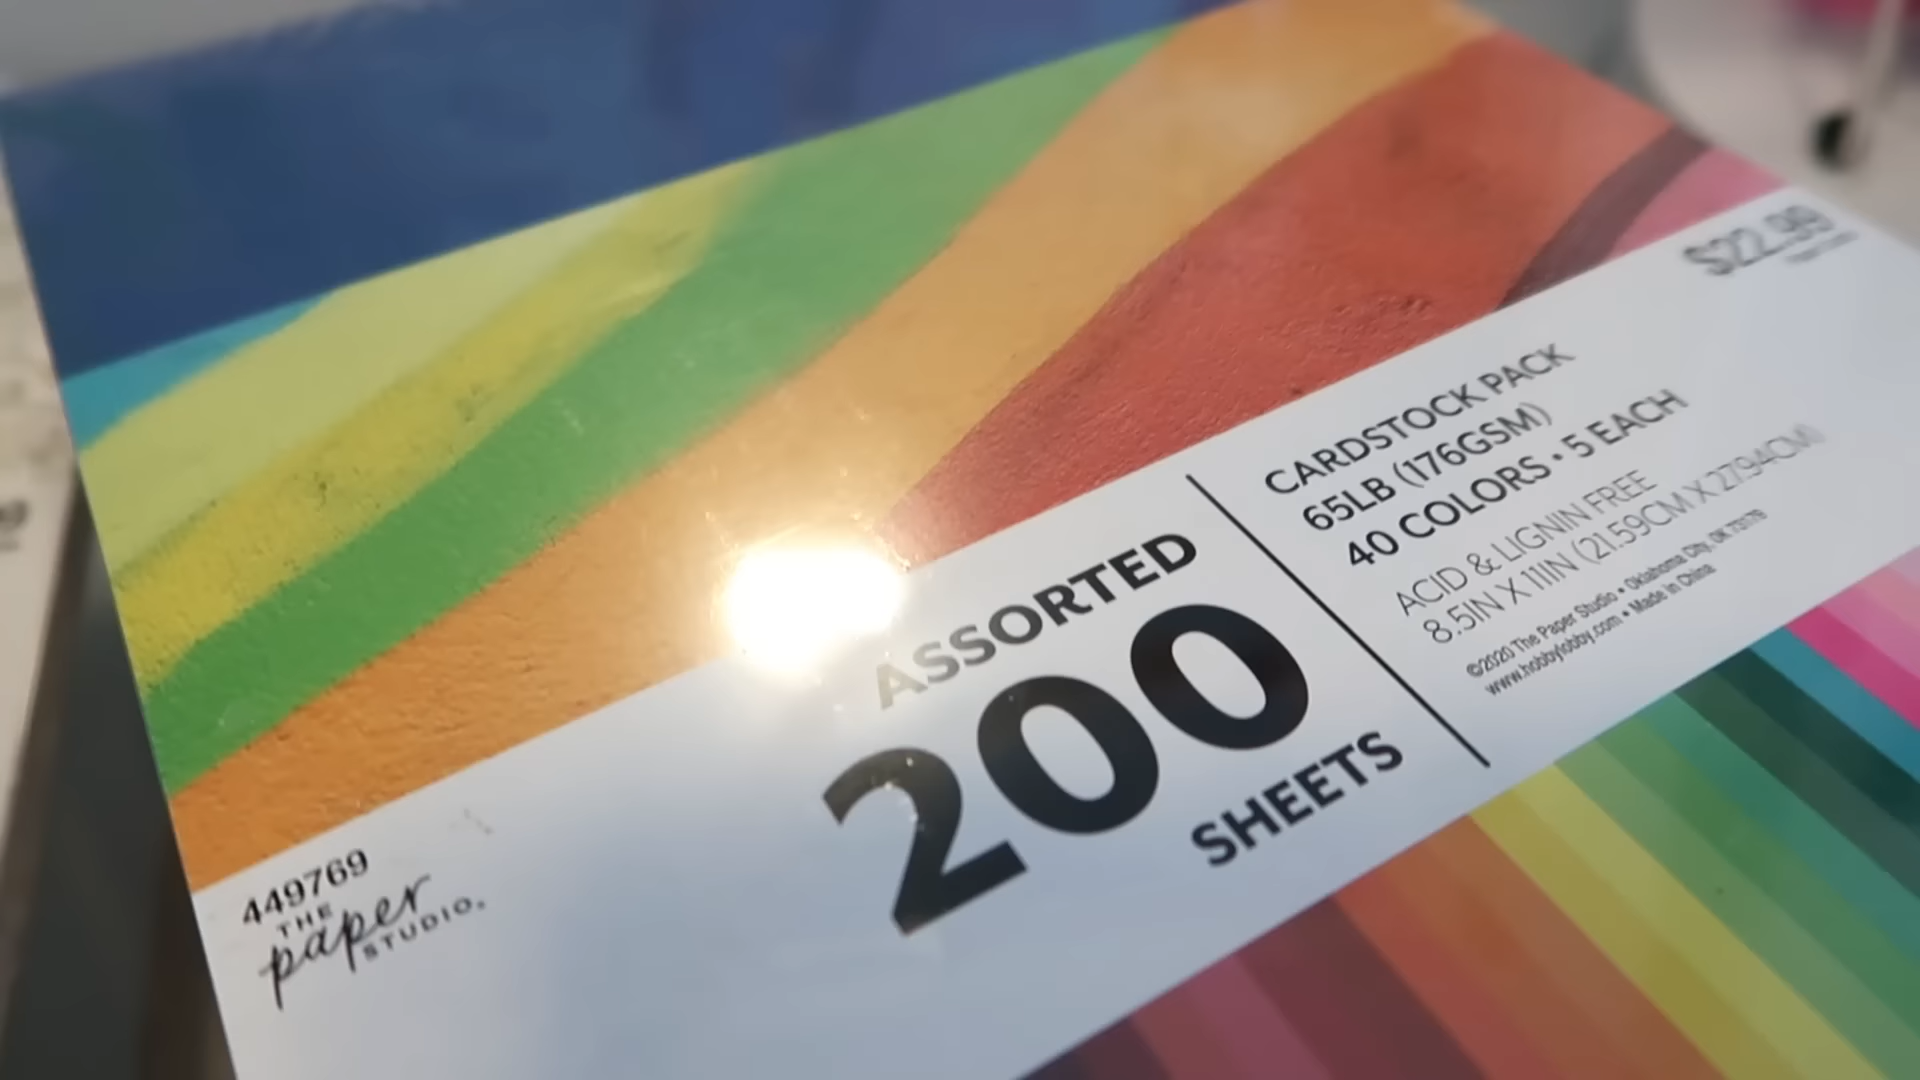 $22.99
CARDSTOCK PACK
65LB (176GSM)
40 COLORS • 5 EACH
ACID & LIGNIN FREE
8.5IN X 11IN (21.59CM X 27.94CM)
©2020 The Paper Studio • Oklahoma City, OK 73179
www.hobbylobby.com • Made in China
ASSORTED
200
SHEETS
449769
THE
paper
STUDIO.